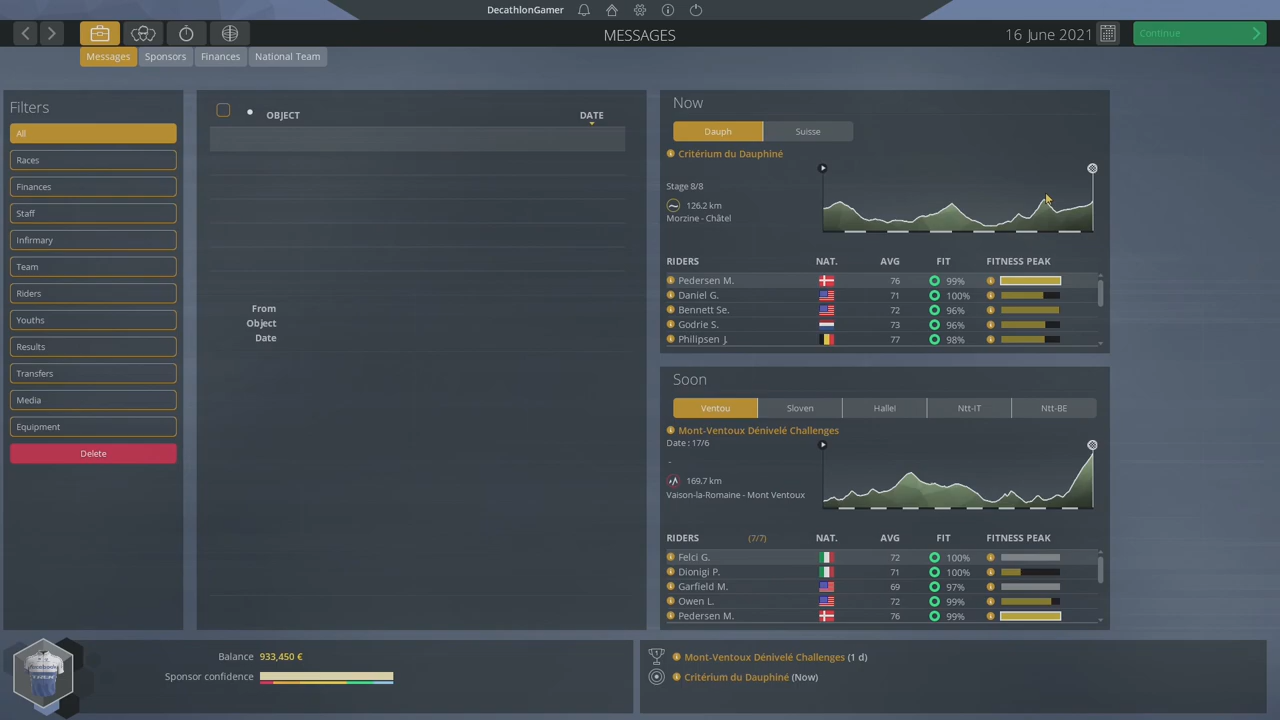 DecathlonGamer
MESSAGES
16 June 2021
Continue
Messages
Sponsors
Finances
National Team
Filters
All
Races
Finances
Staff
Infirmary
Team
Riders
Youths
Results
Transfers
Media
Equipment
Delete
OBJECT DATE
From
Object
Date
Now
Dauph Suisse
Critérium du Dauphiné
Stage 8/8
126.2 km
Morzine - Châtel
RIDERS NAT. AVG FIT FITNESS PEAK
Pedersen M. 76 99%
Daniel G. 71 100%
Bennett Se. 72 96%
Godrie S. 73 96%
Philipsen J. 77 98%
Soon
Ventou Sloven Hallel Ntt-IT Ntt-BE
Mont-Ventoux Dénivelé Challenges
Date : 17/6
-
169.7 km
Vaison-la-Romaine - Mont Ventoux
RIDERS (7/7) NAT. AVG FIT FITNESS PEAK
Felci G. 72 100%
Dionigi P. 71 100%
Garfield M. 69 97%
Owen L. 72 99%
Pedersen M. 76 99%
Balance 933,450 €
Sponsor confidence
Mont-Ventoux Dénivelé Challenges (1 d)
Critérium du Dauphiné (Now)